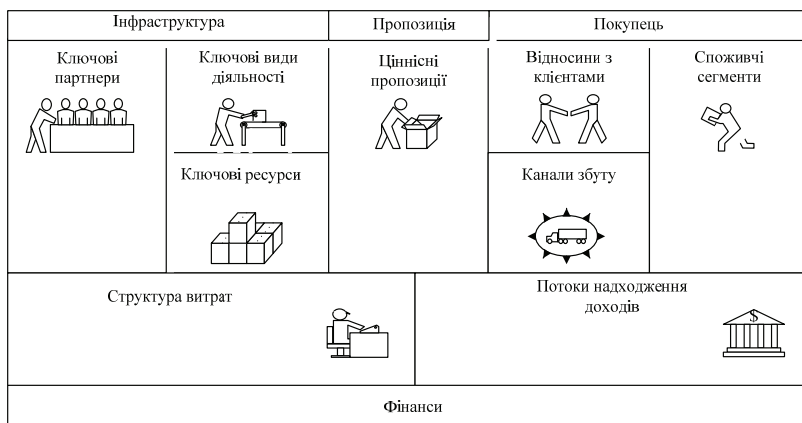 Інфраструктура
Пропозиція
Покупець
Ключові
партнери
Ключові види
діяльності
Ключові ресурси
Ціннісні
пропозиції
Відносини з
клієнтами
Канали збуту
Споживчі
сегменти
Структура витрат
Потоки надходження
доходів
$
Фінанси